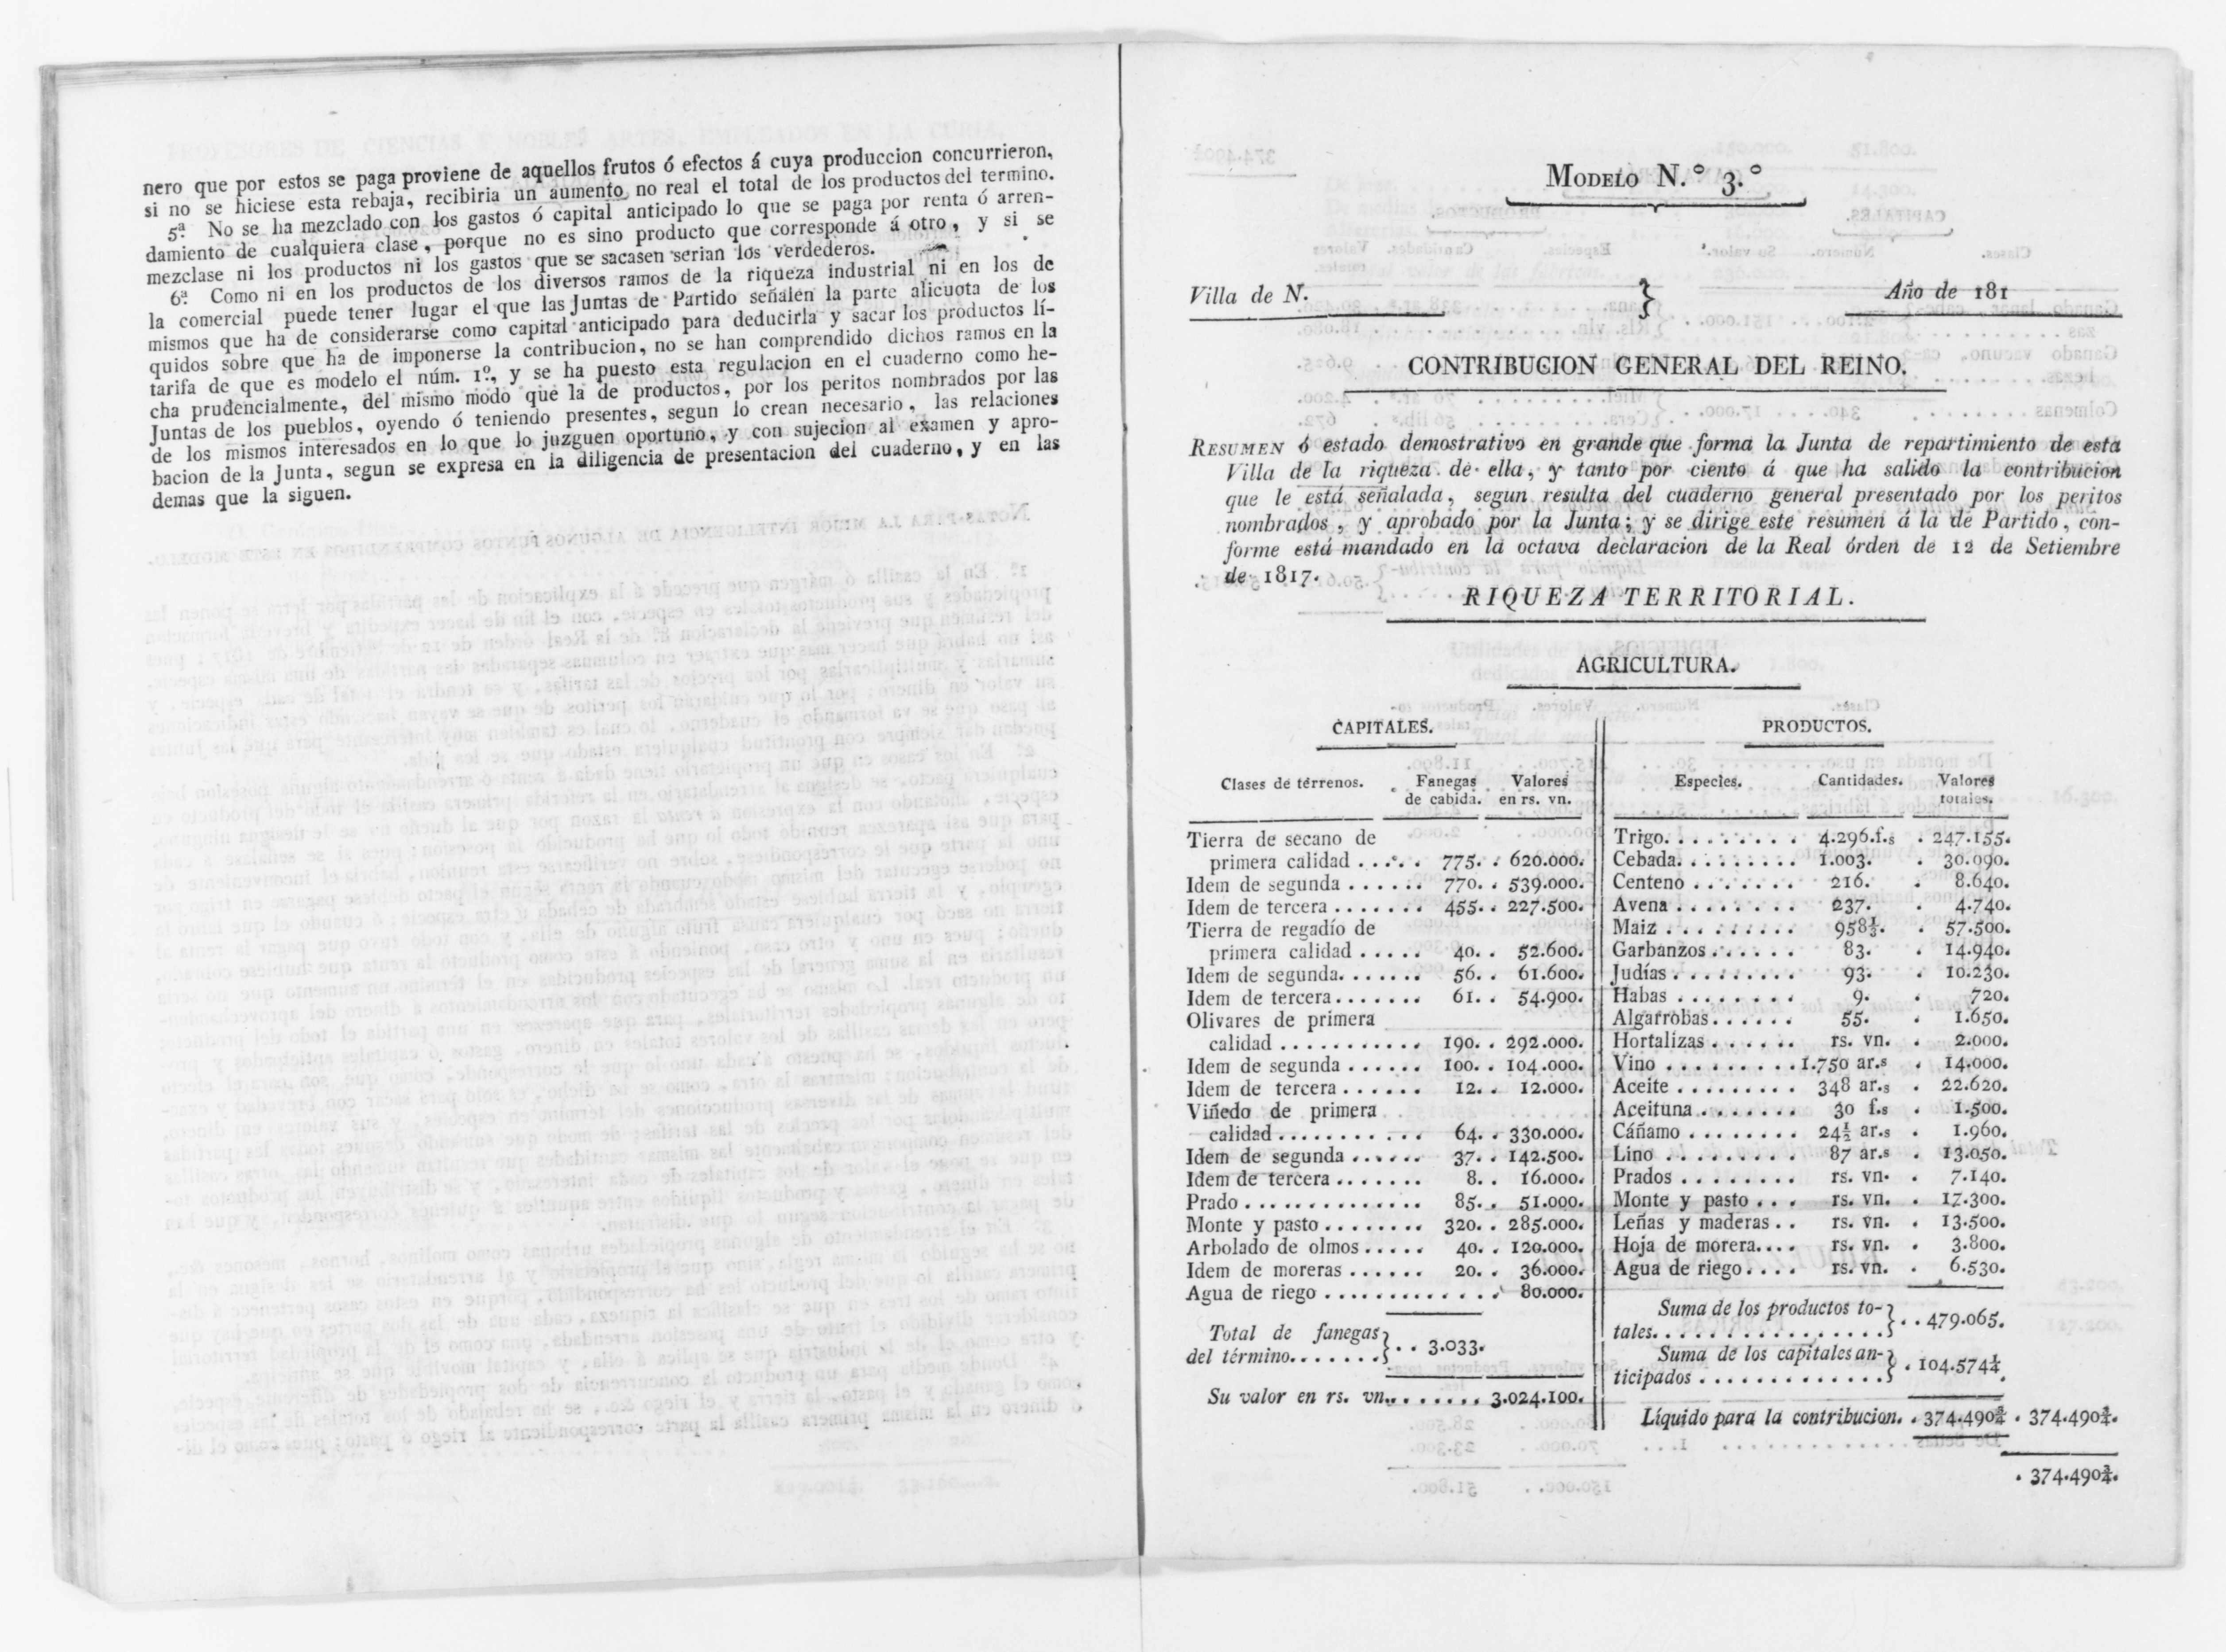 nero que por estos se paga proviene de aquellos frutos ó efectos á cuya produccion concurrieron,
si no se hiciese esta rebaja, recibiria un aumento no real el total de los productos del termino.
5ª No se ha mezclado con los gastos ó capital anticipado lo que se paga por renta ó arren-
damiento de cualquiera clase, porque no es sino producto que corresponde á otro, y si se
mezclase ni los productos ni los gastos que se sacasen serian los verdederos.
6ª Como ni en los productos de los diversos ramos de la riqueza industrial ni en los de
la comercial puede tener lugar el que las Juntas de Partido señalen la parte alicuota de los
mismos que ha de considerarse como capital anticipado para deducirla y sacar los productos lí-
quidos sobre que ha de imponerse la contribucion, no se han comprendido dichos ramos en la
tarifa de que es modelo el núm. 1º, y se ha puesto esta regulacion en el cuaderno como he-
cha prudencialmente, del mismo modo que la de productos, por los peritos nombrados por las
Juntas de los pueblos, oyendo ó teniendo presentes, segun lo crean necesario, las relaciones
de los mismos interesados en lo que lo juzguen oportuno, y con sujecion al examen y apro-
bacion de la Junta, segun se expresa en la diligencia de presentacion del cuaderno, y en las
demas que la siguen.
MODELO N.º 3.º
Villa de N. } Año de 181
CONTRIBUCION GENERAL DEL REINO.
RESUMEN ó estado demostrativo en grande que forma la Junta de repartimiento de esta
Villa de la riqueza de ella, y tanto por ciento á que ha salido la contribucion
que le está señalada, segun resulta del cuaderno general presentado por los peritos
nombrados, y aprobado por la Junta; y se dirige este resumen á la de Partido, con-
forme está mandado en la octava declaracion de la Real órden de 12 de Setiembre
de 1817.
RIQUEZA TERRITORIAL.
AGRICULTURA.
CAPITALES.
Clases de terrenos. Fanegas de cabida. Valores en rs. vn.
Tierra de secano de
primera calidad ..... 775. . 620.000.
Idem de segunda ...... 770. . 539.000.
Idem de tercera ....... 455. . 227.500.
Tierra de regadío de
primera calidad ..... 40. . 52.600.
Idem de segunda. ...... 56. . 61.600.
Idem de tercera ....... 61. . 54.900.
Olivares de primera
calidad ........... 190. . 292.000.
Idem de segunda ...... 100. . 104.000.
Idem de tercera ....... 12. . 12.000.
Viñedo de primera
calidad ........... 64. . 330.000.
Idem de segunda ...... 37. . 142.500.
Idem de tercera ....... 8. . 16.000.
Prado .............. 85. . 51.000.
Monte y pasto ........ 320. . 285.000.
Arbolado de olmos ..... 40. . 120.000.
Idem de moreras ...... 20. . 36.000.
Agua de riego ............. 80.000.
Total de fanegas
del término....... } . . 3.033.
Su valor en rs. vn........ 3.024.100.
PRODUCTOS.
Especies. Cantidades. Valores totales.
Trigo. ........ 4.296.f.s . 247.155.
Cebada. ........ 1.003. . 30.090.
Centeno ....... 216. . 8.640.
Avena ........ 237. . 4.740.
Maiz ......... 958½. . 57.500.
Garbanzos ...... 83. . 14.940.
Judías ......... 93. . 10.230.
Habas ........ 9. . 720.
Algarrobas ...... 55. . 1.650.
Hortalizas ...... rs. vn. . 2.000.
Vino ......... 1.750 ar.s . 14.000.
Aceite ........ 348 ar.s . 22.620.
Aceituna ....... 30 f.s . 1.500.
Cáñamo ........ 24½ ar.s . 1.960.
Lino ......... 87 ar.s . 13.050.
Prados ........ rs. vn. . 7.140.
Monte y pasto ... rs. vn. . 17.300.
Leñas y maderas .. rs. vn. . 13.500.
Hoja de morera.... rs. vn. . 3.800.
Agua de riego .... rs. vn. . 6.530.
Suma de los productos to-
tales................. } . . 479.065.
Suma de los capitales an-
ticipados ............. } . 104.574¼.
Líquido para la contribucion. . 374.490¾ . 374.490¾.
. 374.490¾.